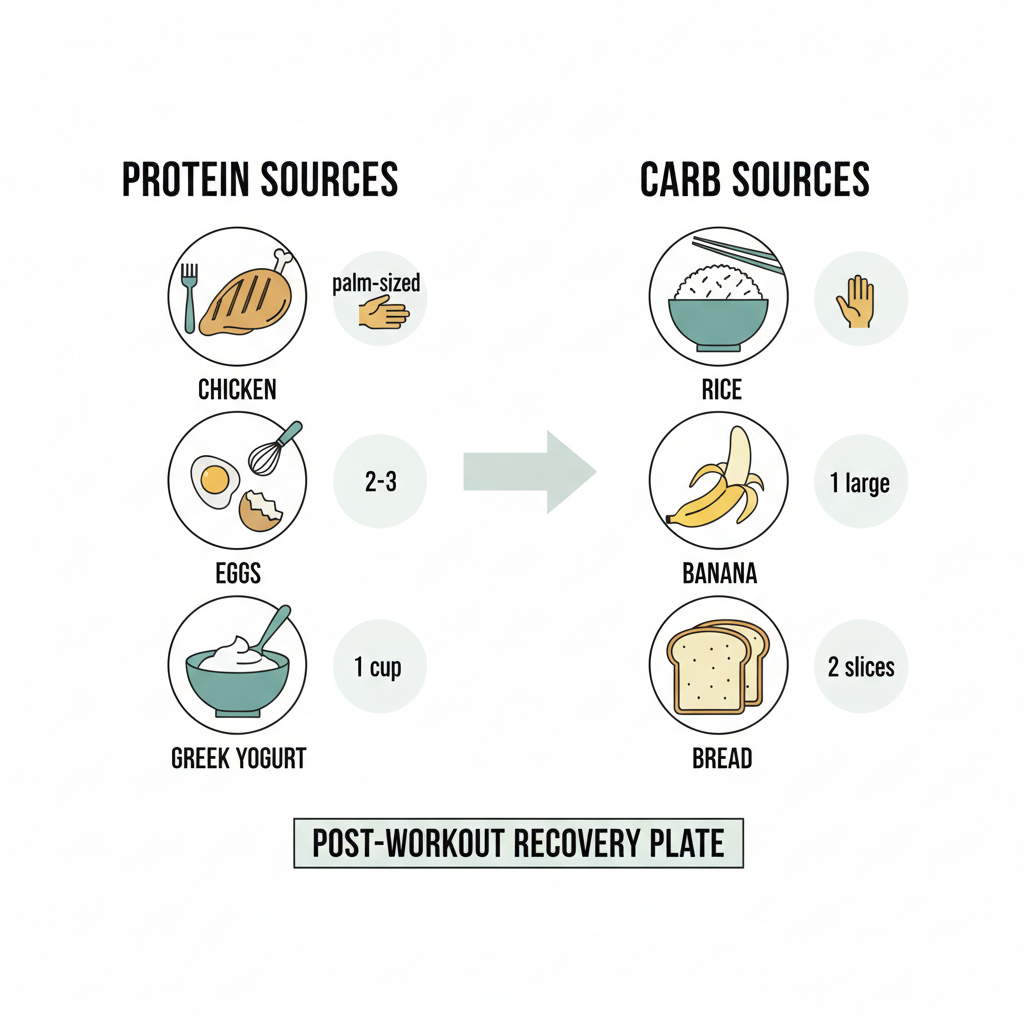 PROTEIN SOURCES
CHICKEN
palm-sized
EGGS
2-3
GREEK YOGURT
1 cup
CARB SOURCES
RICE
BANANA
1 large
BREAD
2 slices
POST-WORKOUT RECOVERY PLATE